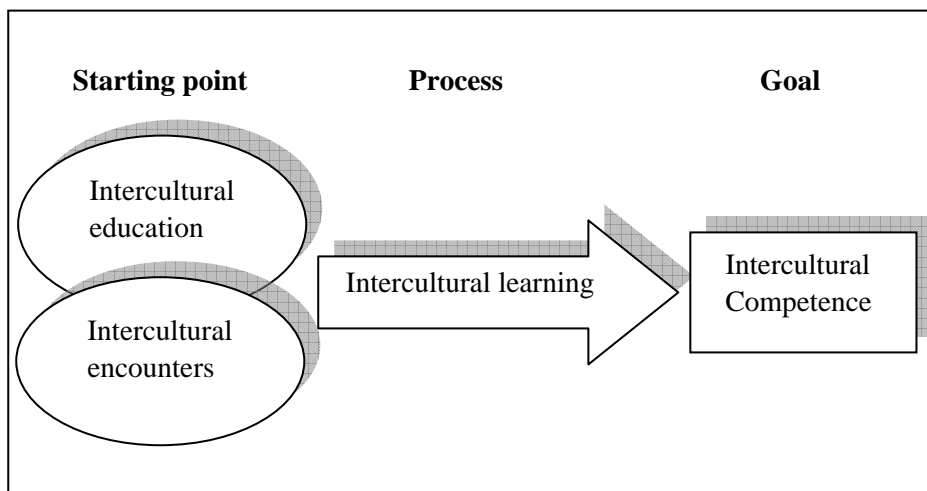 Starting point
Process
Goal
Intercultural
education
Intercultural
encounters
Intercultural learning
Intercultural
Competence